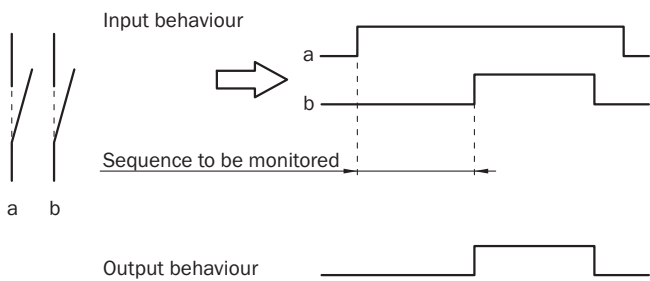 Input behaviour
a
b
Sequence to be monitored
a b
Output behaviour